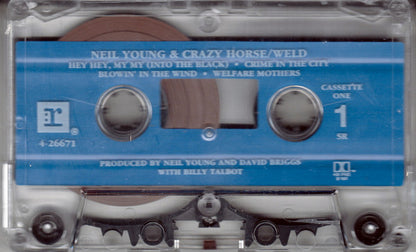 NEIL YOUNG & CRAZY HORSE/WELD
HEY HEY, MY MY (INTO THE BLACK) • CRIME IN THE CITY
BLOWIN' IN THE WIND • WELFARE MOTHERS
CASSETTE
ONE
1
SR
r ®
4-26671
PRODUCED BY NEIL YOUNG AND DAVID BRIGGS
WITH BILLY TALBOT